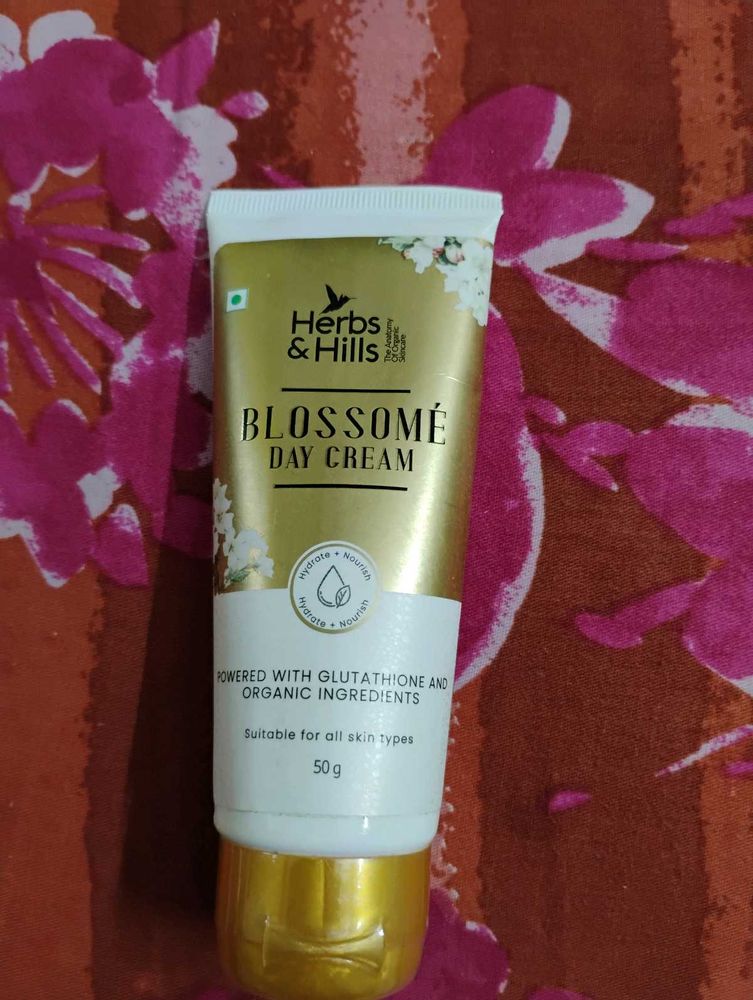 Herbs
& Hills
The Anatomy
Of Organic
Skincare
BLOSSOMÉ
DAY CREAM
Hydrate + Nourish
Hydrate + Nourish
POWERED WITH GLUTATHIONE AND
ORGANIC INGREDIENTS
Suitable for all skin types
50 g